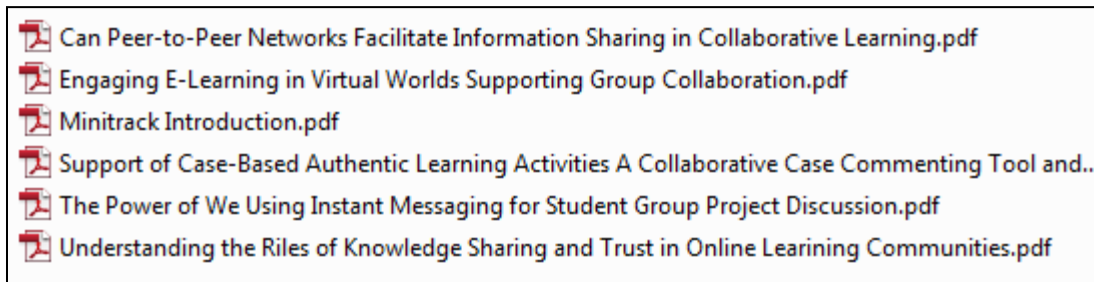 Can Peer-to-Peer Networks Facilitate Information Sharing in Collaborative Learning.pdf
Engaging E-Learning in Virtual Worlds Supporting Group Collaboration.pdf
Minitrack Introduction.pdf
Support of Case-Based Authentic Learning Activities A Collaborative Case Commenting Tool and...
The Power of We Using Instant Messaging for Student Group Project Discussion.pdf
Understanding the Riles of Knowledge Sharing and Trust in Online Learining Communities.pdf